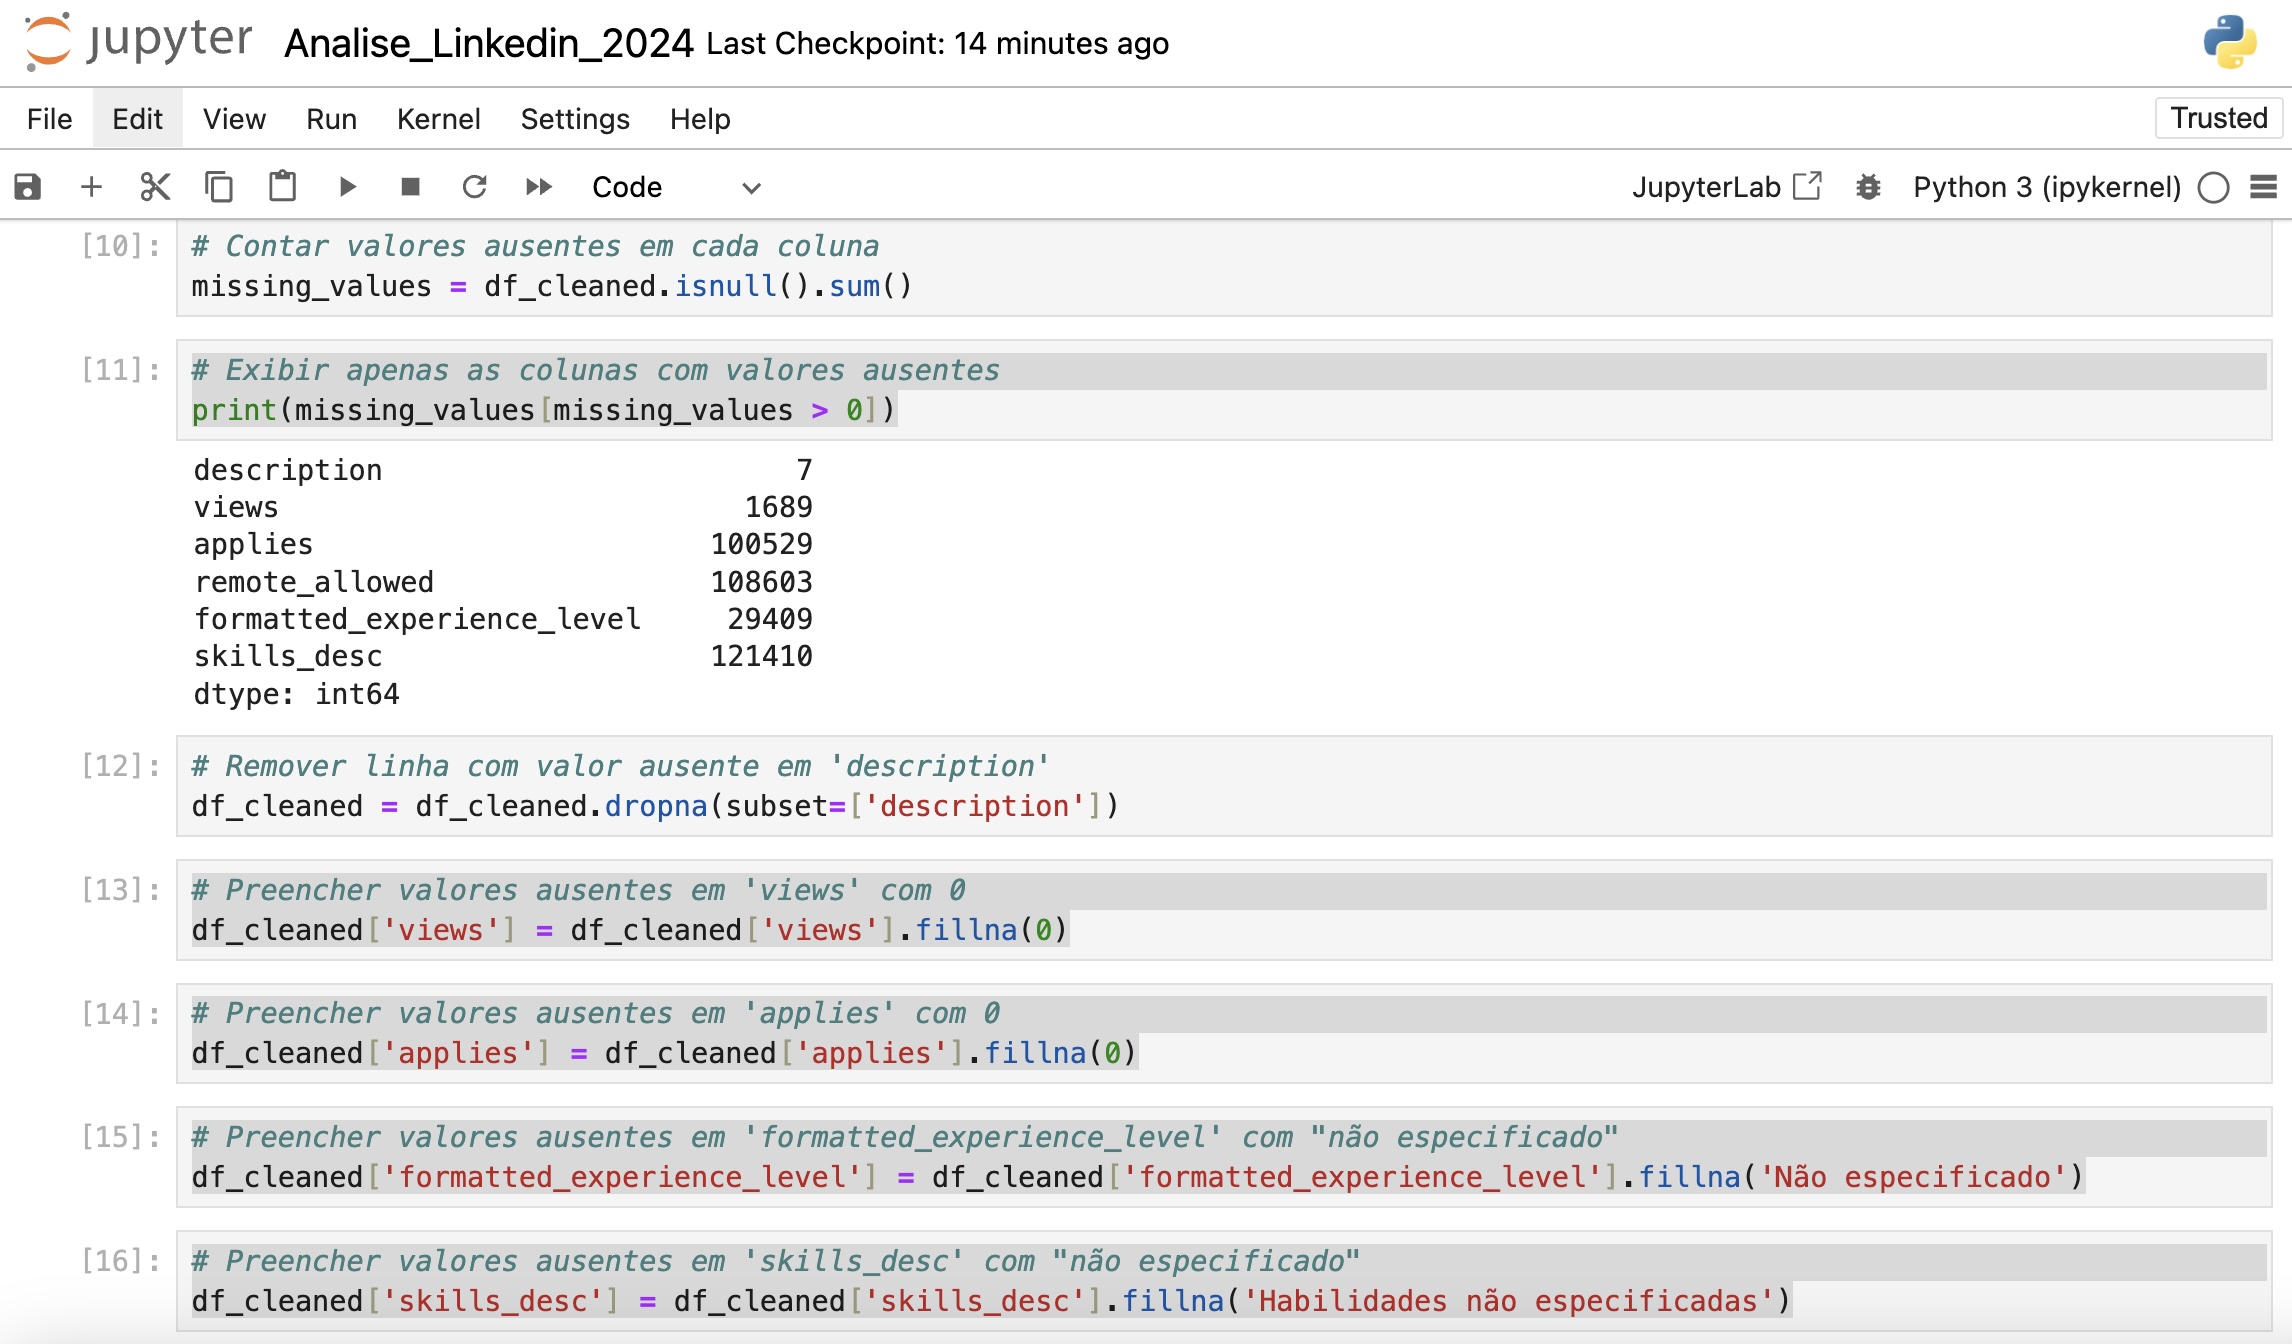 jupyter Analise_Linkedin_2024 Last Checkpoint: 14 minutes ago
File Edit View Run Kernel Settings Help Trusted
Code JupyterLab Python 3 (ipykernel)
[10]: # Contar valores ausentes em cada coluna
missing_values = df_cleaned.isnull().sum()
[11]: # Exibir apenas as colunas com valores ausentes
print(missing_values[missing_values > 0])
description 7
views 1689
applies 100529
remote_allowed 108603
formatted_experience_level 29409
skills_desc 121410
dtype: int64
[12]: # Remover linha com valor ausente em 'description'
df_cleaned = df_cleaned.dropna(subset=['description'])
[13]: # Preencher valores ausentes em 'views' com 0
df_cleaned['views'] = df_cleaned['views'].fillna(0)
[14]: # Preencher valores ausentes em 'applies' com 0
df_cleaned['applies'] = df_cleaned['applies'].fillna(0)
[15]: # Preencher valores ausentes em 'formatted_experience_level' com "não especificado"
df_cleaned['formatted_experience_level'] = df_cleaned['formatted_experience_level'].fillna('Não especificado')
[16]: # Preencher valores ausentes em 'skills_desc' com "não especificado"
df_cleaned['skills_desc'] = df_cleaned['skills_desc'].fillna('Habilidades não especificadas')